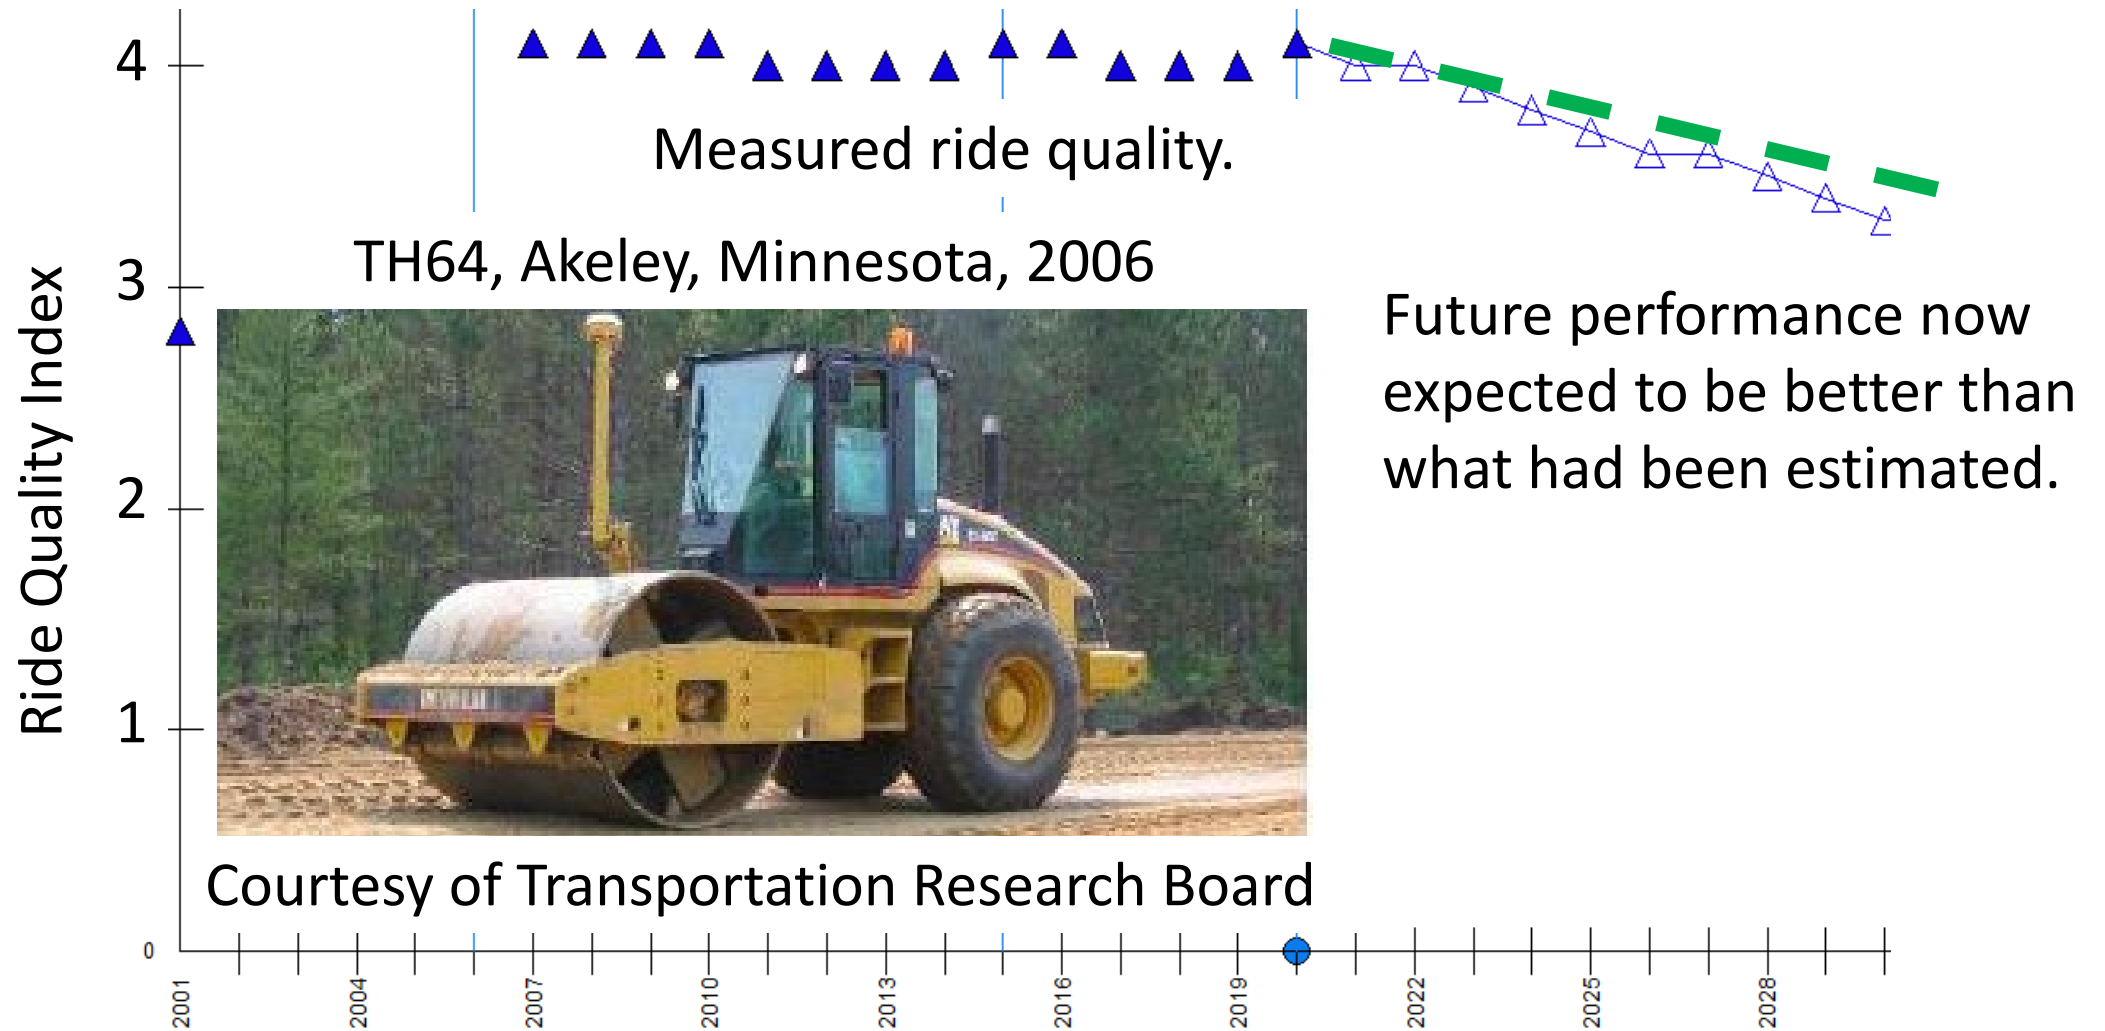 4
Measured ride quality.
TH64, Akeley, Minnesota, 2006
3
Future performance now
expected to be better than
what had been estimated.
Ride Quality Index
2
1
Courtesy of Transportation Research Board
0
2001
2004
2007
2010
2013
2016
2019
2022
2025
2028